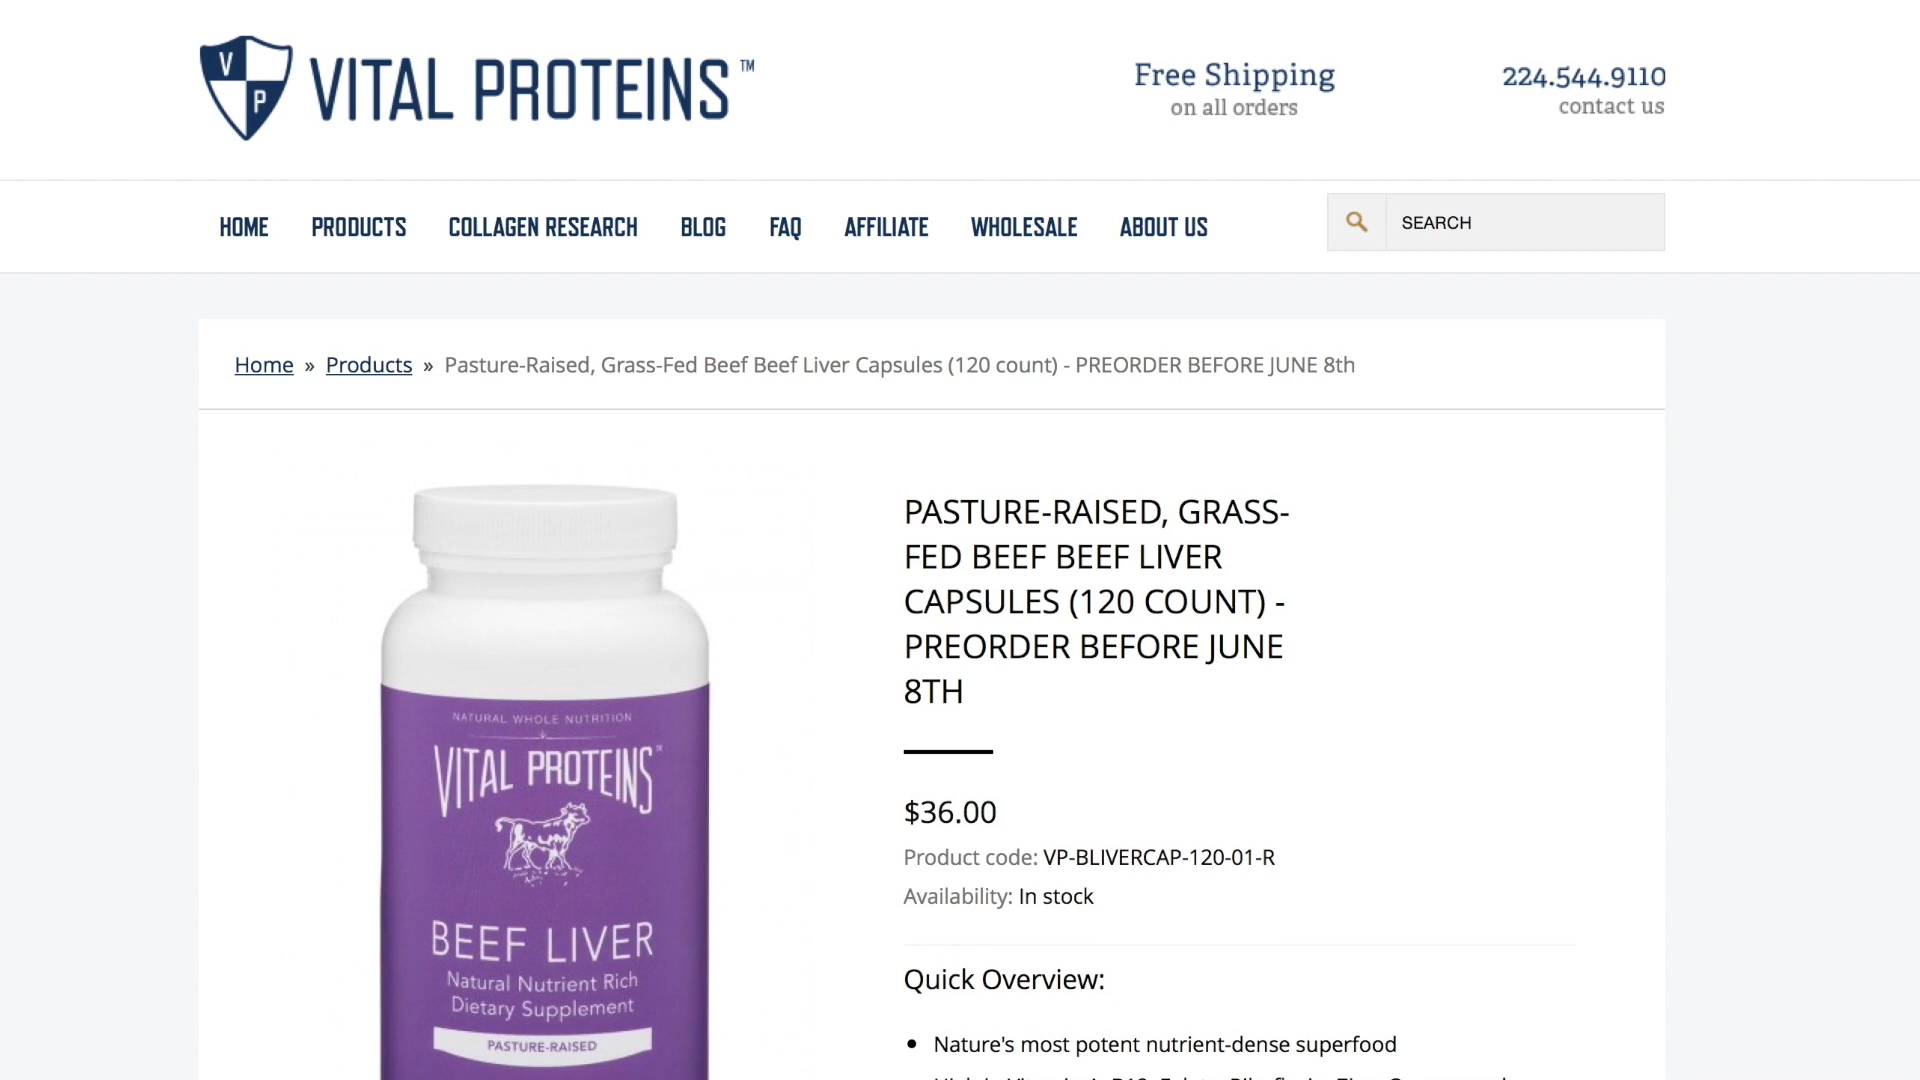 V
P
VITAL PROTEINS™
Free Shipping
on all orders
224.544.9110
contact us
HOME
PRODUCTS
COLLAGEN RESEARCH
BLOG
FAQ
AFFILIATE
WHOLESALE
ABOUT US
SEARCH
Home » Products » Pasture-Raised, Grass-Fed Beef Beef Liver Capsules (120 count) - PREORDER BEFORE JUNE 8th
NATURAL WHOLE NUTRITION
VITAL PROTEINS™
BEEF LIVER
Natural Nutrient Rich
Dietary Supplement
PASTURE-RAISED
PASTURE-RAISED, GRASS-
FED BEEF BEEF LIVER
CAPSULES (120 COUNT) -
PREORDER BEFORE JUNE
8TH
$36.00
Product code: VP-BLIVERCAP-120-01-R
Availability: In stock
Quick Overview:
• Nature's most potent nutrient-dense superfood